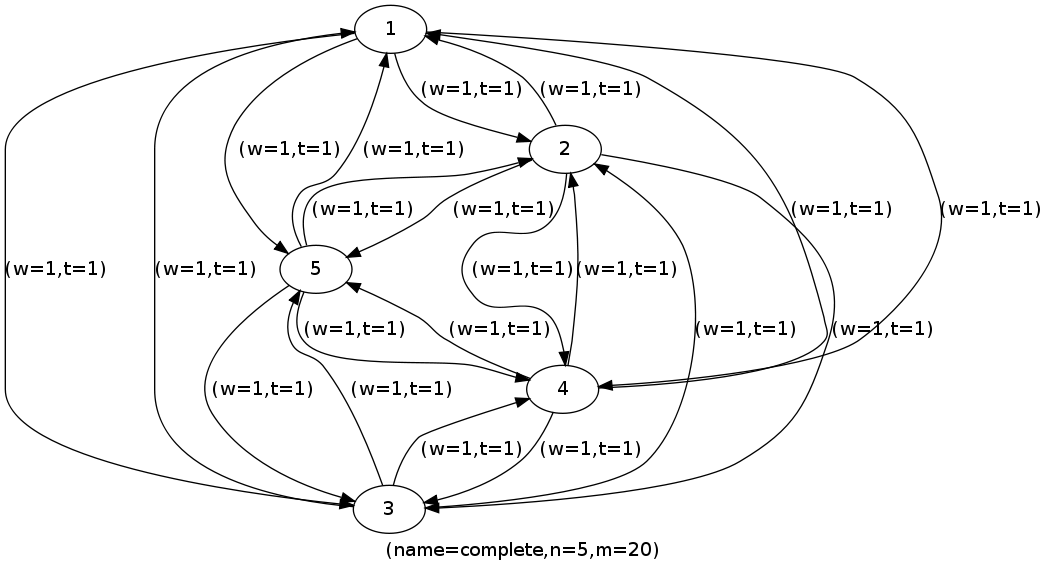 1
(w=1,t=1) (w=1,t=1)
(w=1,t=1) (w=1,t=1)
2
(w=1,t=1) (w=1,t=1) (w=1,t=1) (w=1,t=1)
(w=1,t=1) (w=1,t=1) 5 (w=1,t=1) (w=1,t=1)
(w=1,t=1) (w=1,t=1) (w=1,t=1) (w=1,t=1)
(w=1,t=1) (w=1,t=1) 4
(w=1,t=1) (w=1,t=1)
3
(name=complete,n=5,m=20)